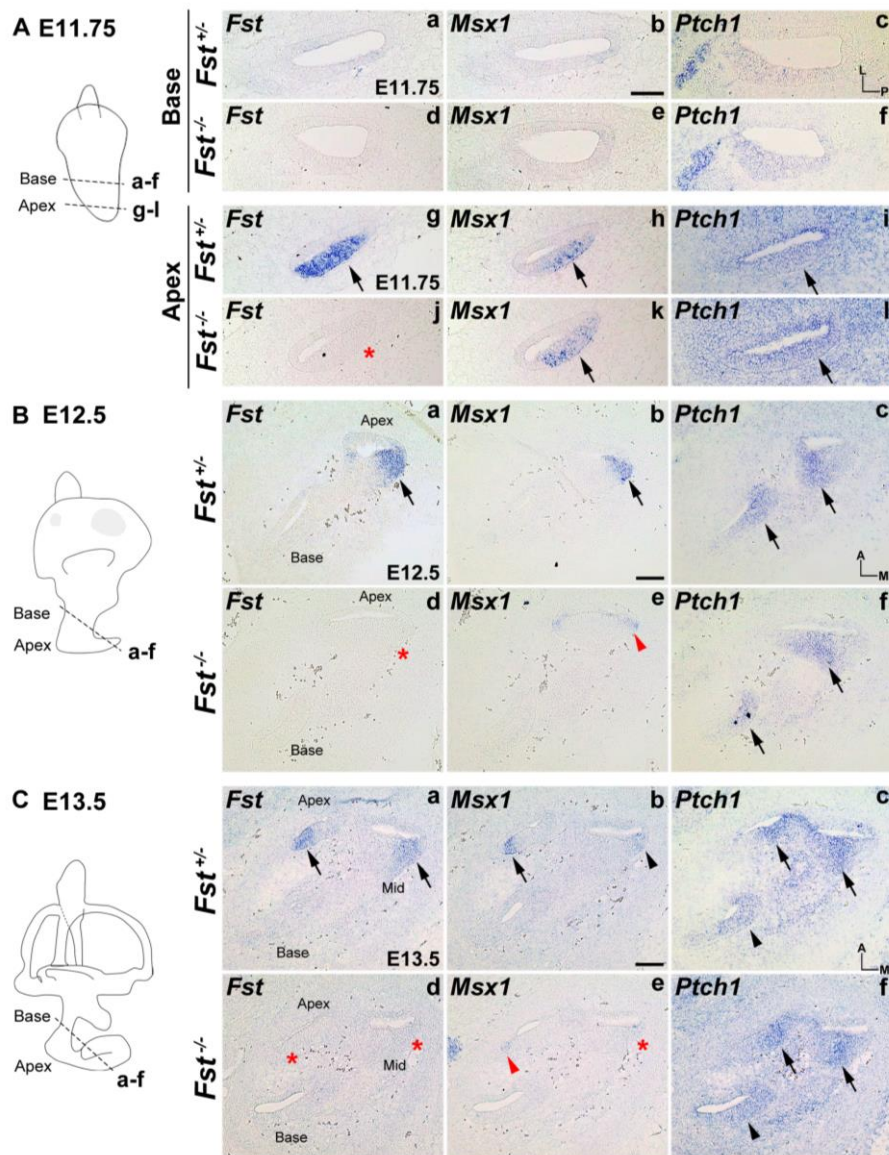 A E11.75
Base
Apex
a-f
g-l
Base
Apex
Fst+/-
Fst-/-
Fst+/-
Fst-/-
Fst a
E11.75
Msx1 b
Ptch1 c
L
P
Fst d
Msx1 e
Ptch1 f
Fst g
E11.75
Msx1 h
Ptch1 i
Fst j
*
Msx1 k
Ptch1 l
B E12.5
Base
Apex
a-f
Fst+/-
Fst-/-
Fst a
Apex
Base
E12.5
Msx1 b
Ptch1 c
A
M
Fst d
Apex
*
Base
Msx1 e
Ptch1 f
C E13.5
Base
Apex
a-f
Fst+/-
Fst-/-
Fst a
Apex
Mid
Base
E13.5
Msx1 b
Ptch1 c
A
M
Fst d
Apex
* *
Mid
Base
Msx1 e
*
Ptch1 f